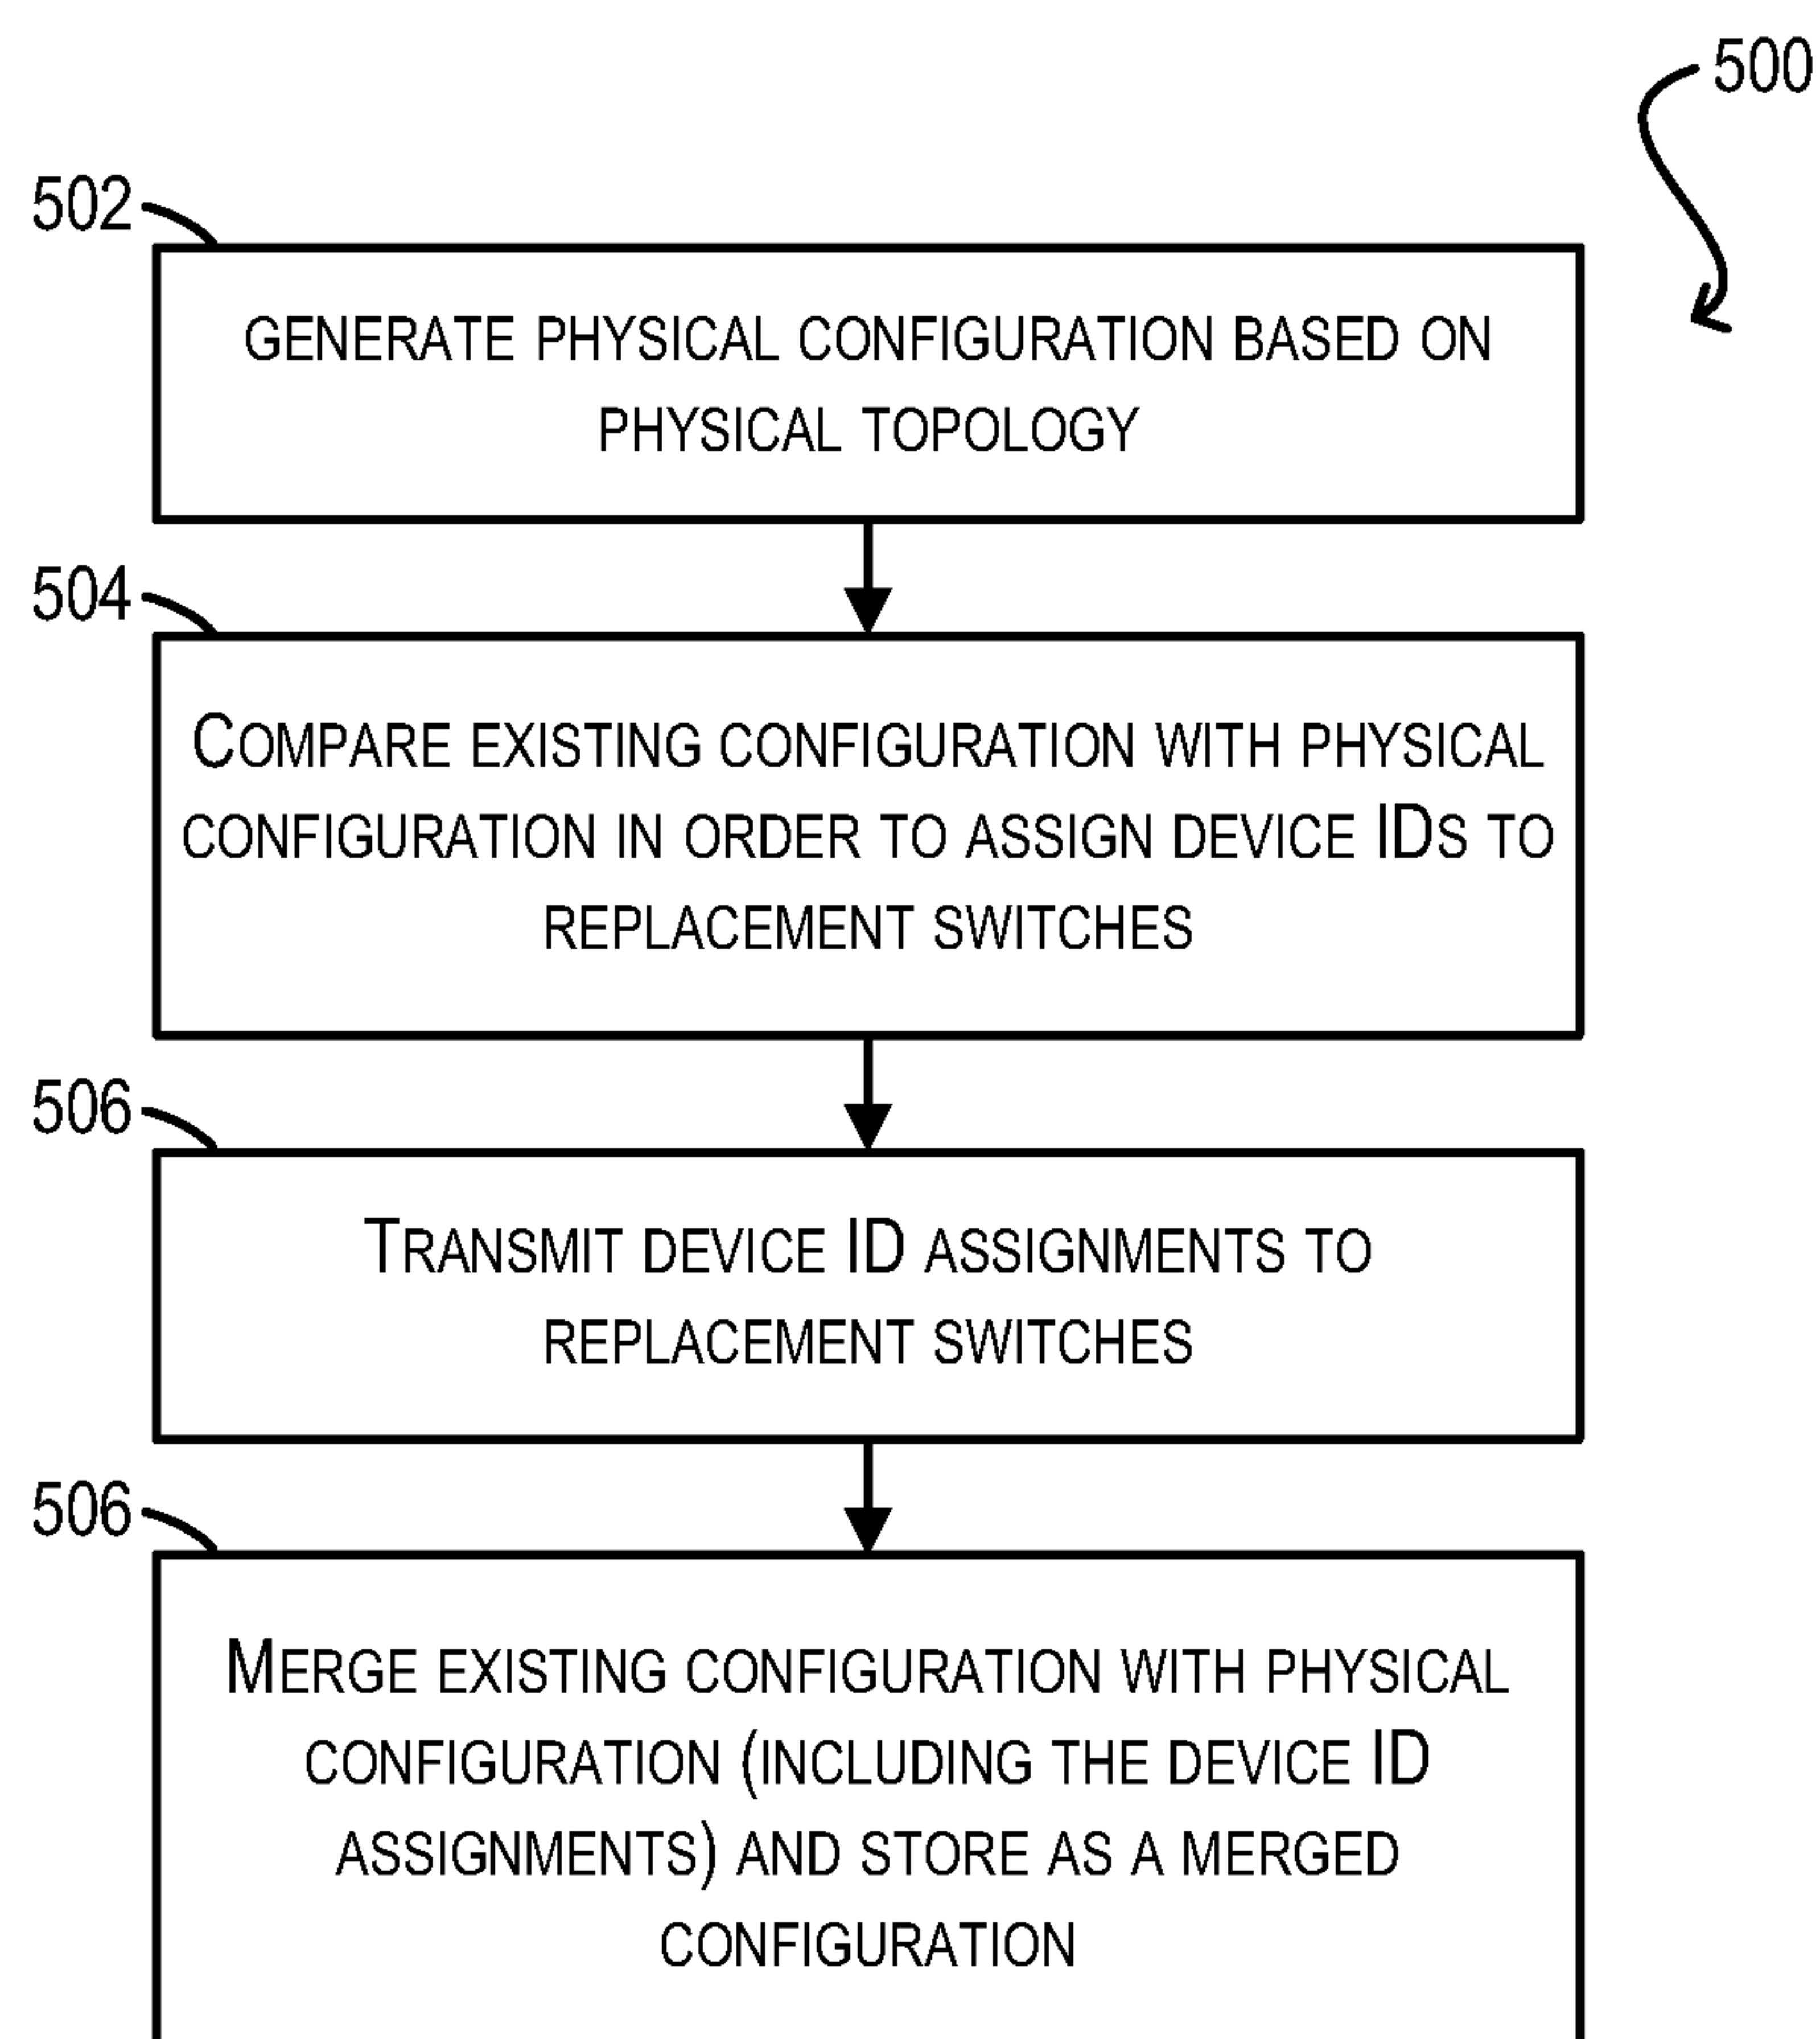 500
502
GENERATE PHYSICAL CONFIGURATION BASED ON
PHYSICAL TOPOLOGY
504
COMPARE EXISTING CONFIGURATION WITH PHYSICAL
CONFIGURATION IN ORDER TO ASSIGN DEVICE IDS TO
REPLACEMENT SWITCHES
506
TRANSMIT DEVICE ID ASSIGNMENTS TO
REPLACEMENT SWITCHES
506
MERGE EXISTING CONFIGURATION WITH PHYSICAL
CONFIGURATION (INCLUDING THE DEVICE ID
ASSIGNMENTS) AND STORE AS A MERGED
CONFIGURATION